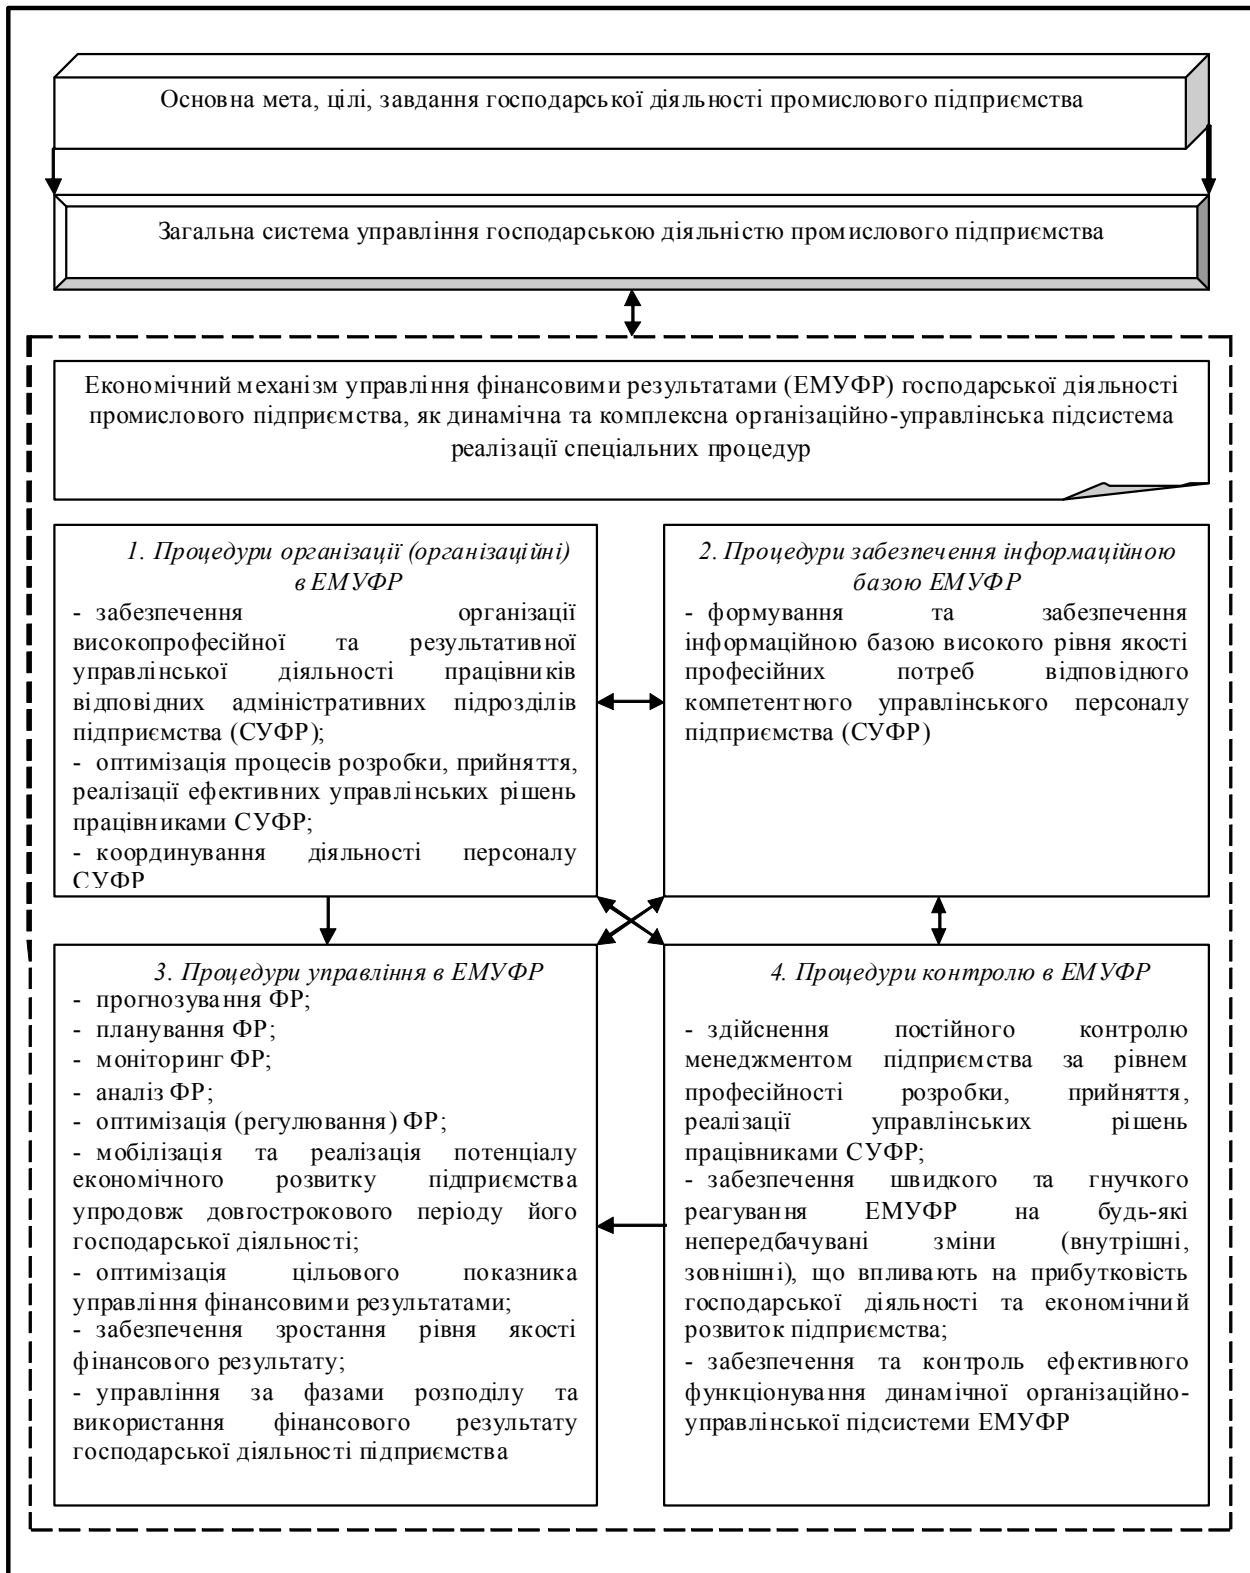 Основна мета, цілі, завдання господарської діяльності промислового підприємства
Загальна система управління господарською діяльністю промислового підприємства
Економічний механізм управління фінансовими результатами (ЕМУФР) господарської діяльності
промислового підприємства, як динамічна та комплексна організаційно-управлінська підсистема
реалізації спеціальних процедур
1. Процедури організації (організаційні)
в ЕМУФР
- забезпечення організації
високопрофесійної та результативної
управлінської діяльності працівників
відповідних адміністративних підрозділів
підприємства (СУФР);
- оптимізація процесів розробки, прийняття,
реалізації ефективних управлінських рішень
працівниками СУФР;
- координування діяльності персоналу
СУФР
2. Процедури забезпечення інформаційною
базою ЕМУФР
- формування та забезпечення
інформаційною базою високого рівня якості
професійних потреб відповідного
компетентного управлінського персоналу
підприємства (СУФР)
3. Процедури управління в ЕМУФР
- прогнозування ФР;
- планування ФР;
- моніторинг ФР;
- аналіз ФР;
- оптимізація (регулювання) ФР;
- мобілізація та реалізація потенціалу
економічного розвитку підприємства
упродовж довгострокового періоду його
господарської діяльності;
- оптимізація цільового показника
управління фінансовими результатами;
- забезпечення зростання рівня якості
фінансового результату;
- управління за фазами розподілу та
використання фінансового результату
господарської діяльності підприємства
4. Процедури контролю в ЕМУФР
- здійснення постійного контролю
менеджментом підприємства за рівнем
професійності розробки, прийняття,
реалізації управлінських рішень
працівниками СУФР;
- забезпечення швидкого та гнучкого
реагування ЕМУФР на будь-які
непередбачувані зміни (внутрішні,
зовнішні), що впливають на прибутковість
господарської діяльності та економічний
розвиток підприємства;
- забезпечення та контроль ефективного
функціонування динамічної організаційно-
управлінської підсистеми ЕМУФР